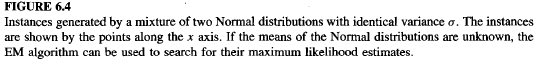 FIGURE 6.4
Instances generated by a mixture of two Normal distributions with identical variance σ. The instances
are shown by the points along the x axis. If the means of the Normal distributions are unknown, the
EM algorithm can be used to search for their maximum likelihood estimates.